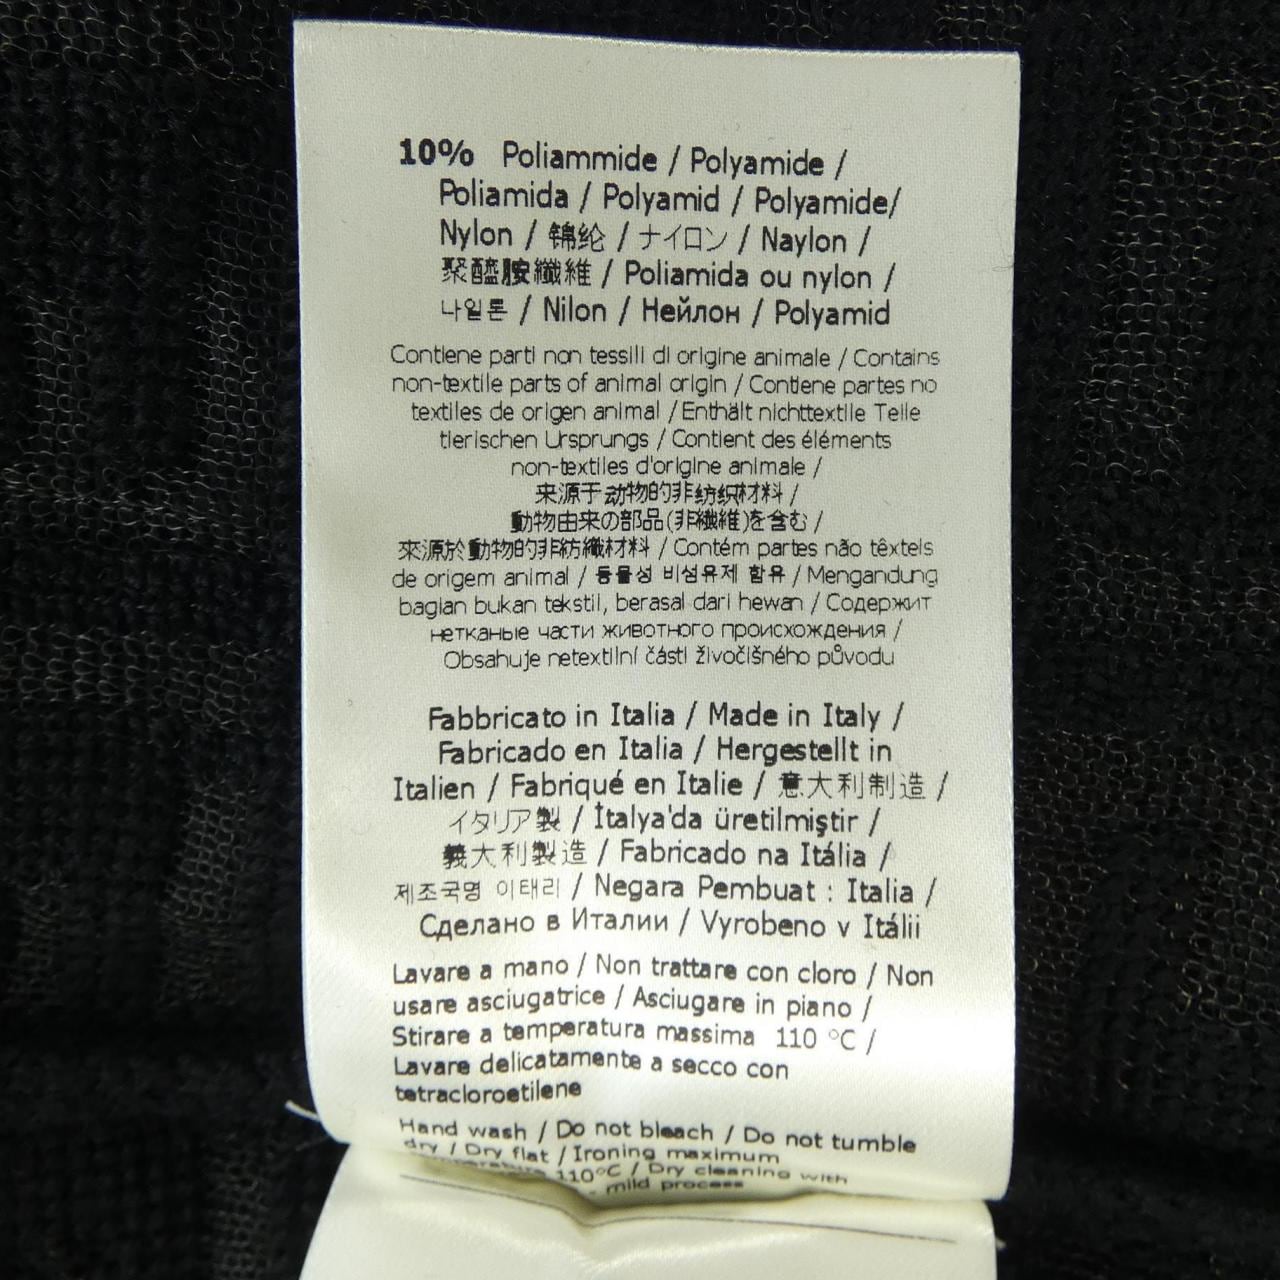 10% Poliammide / Polyamide /
Poliamida / Polyamid / Polyamide/
Nylon / 锦纶 / ナイロン / Naylon /
聚醯胺纖維 / Poliamida ou nylon /
나일론 / Nilon / Нейлон / Polyamid
Contiene parti non tessili di origine animale / Contains
non-textile parts of animal origin / Contiene partes no
textiles de origen animal / Enthält nichttextile Teile
tierischen Ursprungs / Contient des éléments
non-textiles d'origine animale /
来源于动物的非纺织材料 /
動物由来の部品(非繊維)を含む /
來源於動物的非紡織材料 / Contém partes não têxteis
de origem animal / 동물성 비섬유제 함유 / Mengandung
bagian bukan tekstil, berasal dari hewan / Содержит
нетканые части животного происхождения /
Obsahuje netextilní části živočišného původu
Fabbricato in Italia / Made in Italy /
Fabricado en Italia / Hergestellt in
Italien / Fabriqué en Italie / 意大利制造 /
イタリア製 / İtalya'da üretilmiştir /
義大利製造 / Fabricado na Itália /
제조국명 이태리 / Negara Pembuat : Italia /
Сделано в Италии / Vyrobeno v Itálii
Lavare a mano / Non trattare con cloro / Non
usare asciugatrice / Asciugare in piano /
Stirare a temperatura massima 110 °C /
Lavare delicatamente a secco con
tetracloroetilene
Hand wash / Do not bleach / Do not tumble
dry / Dry flat / Ironing maximum
110°C / Dry cleaning with
mild process